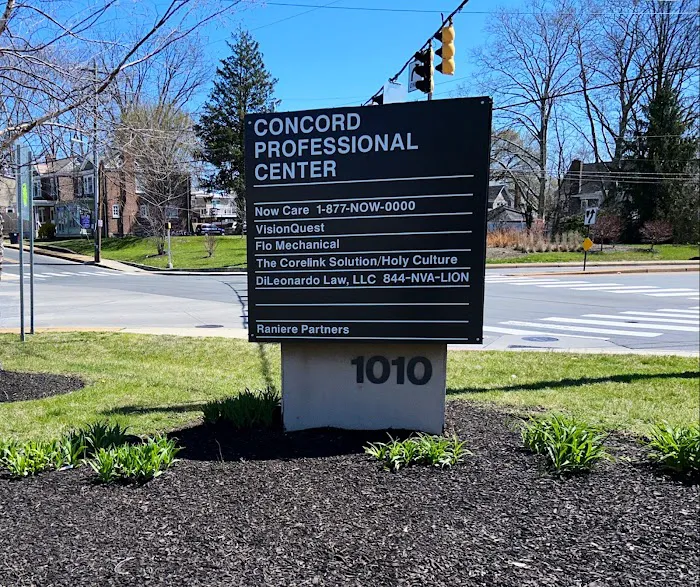 CONCORD
PROFESSIONAL
CENTER
Now Care 1-877-NOW-0000
VisionQuest
Flo Mechanical
The Corelink Solution/Holy Culture
DiLeonardo Law, LLC 844-NVA-LION
Raniere Partners
1010